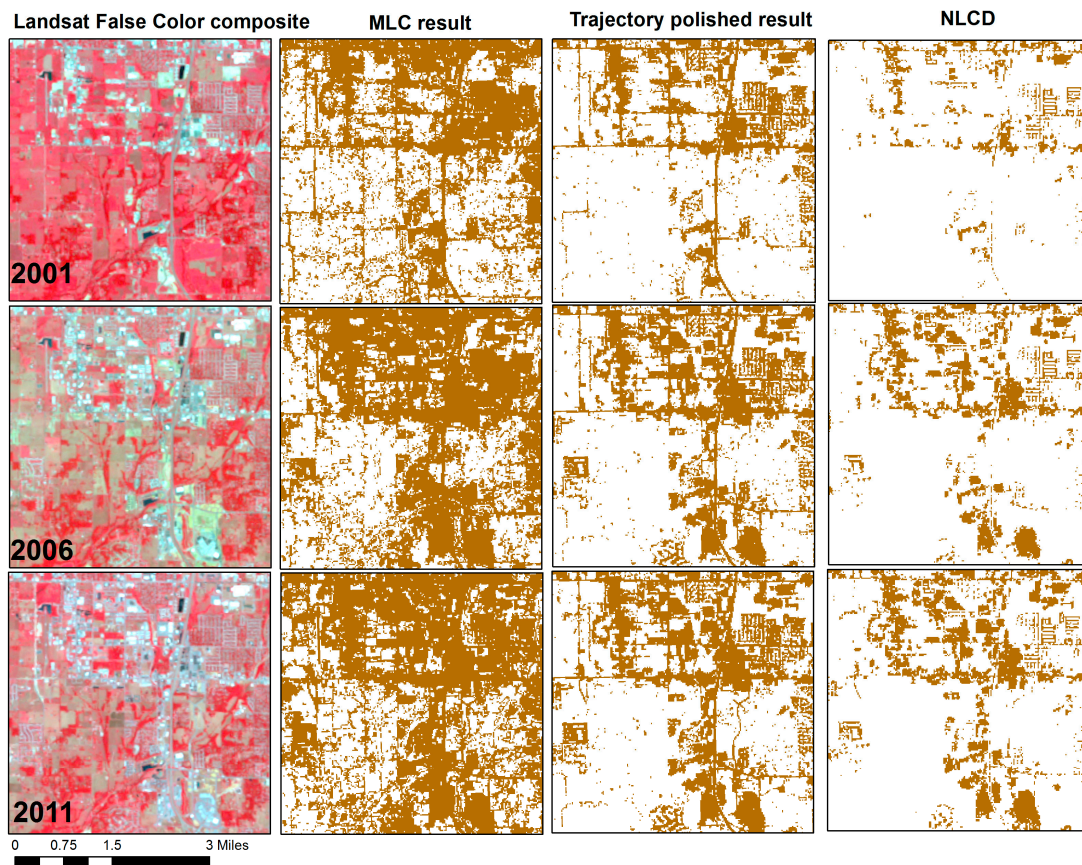 Landsat False Color composite
MLC result
Trajectory polished result
NLCD
2001
2006
2011
0 0.75 1.5 3 Miles